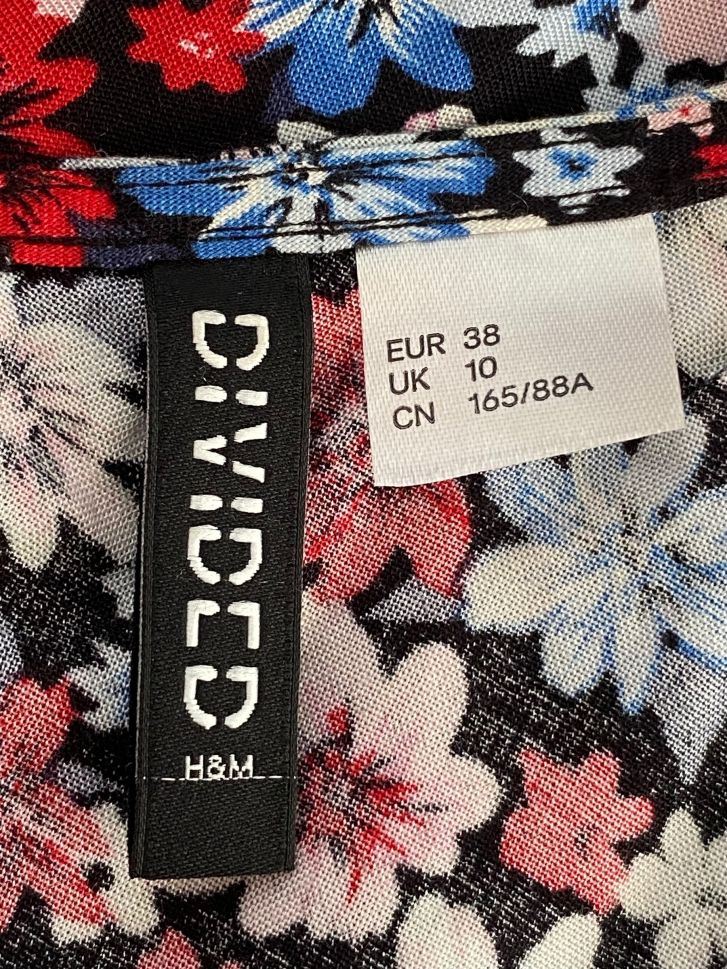 DIVIDED
H&M
EUR 38
UK 10
CN 165/88A